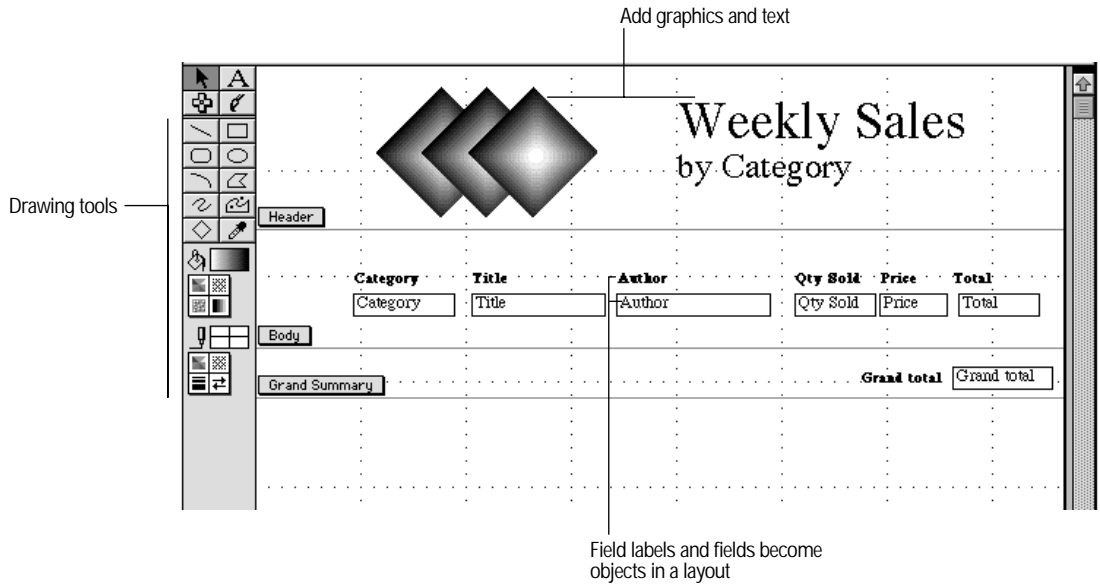 Add graphics and text
A
Weekly Sales
by Category
Drawing tools
Header
Category Title Author Qty Sold Price Total
Category Title Author Qty Sold Price Total
Body
Grand total Grand total
Grand Summary
Field labels and fields become
objects in a layout